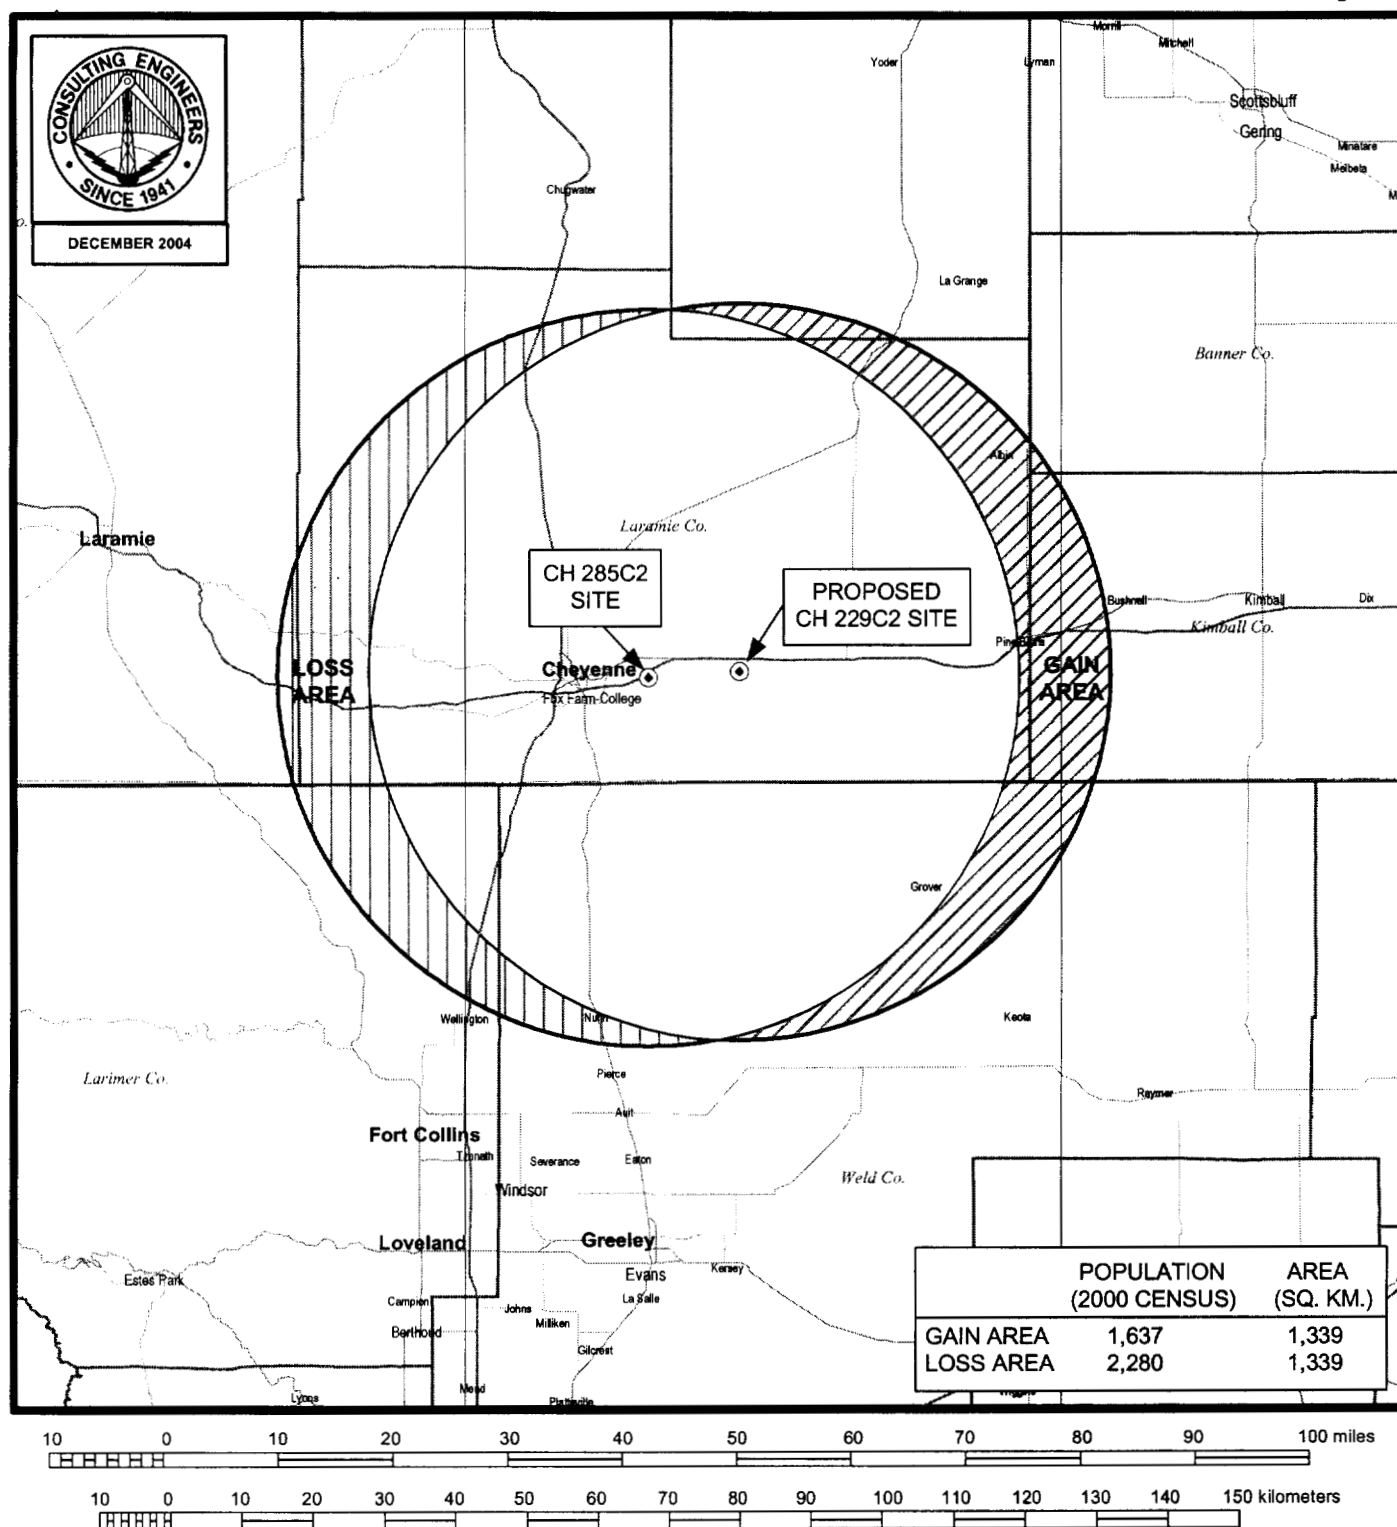 CONSULTING ENGINEERS
• SINCE 1941 •
DECEMBER 2004
Morrill
Mitchell
Yoder
Lyman
Scottsbluff
Gering
Minatare
Melbeta
Chugwater
La Grange
Banner Co.
Albin
Laramie Co.
Laramie
CH 285C2
SITE
PROPOSED
CH 229C2 SITE
Bushnell
Kimball
Dix
Kimball Co.
Pine Bluffs
LOSS
AREA
Cheyenne
GAIN
AREA
Fox Farm-College
Grover
Wellington
Nunn
Keota
Larimer Co.
Pierce
Raymer
Ault
Fort Collins
Timnath
Severance
Eaton
Weld Co.
Windsor
Loveland
Greeley
Estes Park
Evans
Kersey
Campion
Johns
La Salle
Milliken
Berthoud
Gilcrest
Mead
Lyons
Platteville
POPULATION AREA
(2000 CENSUS) (SQ. KM.)
GAIN AREA 1,637 1,339
LOSS AREA 2,280 1,339
10 0 10 20 30 40 50 60 70 80 90 100 miles
10 0 10 20 30 40 50 60 70 80 90 100 110 120 130 140 150 kilometers